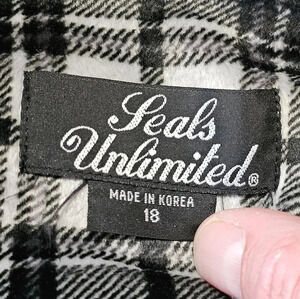 Seals
Unlimited®
MADE IN KOREA
18